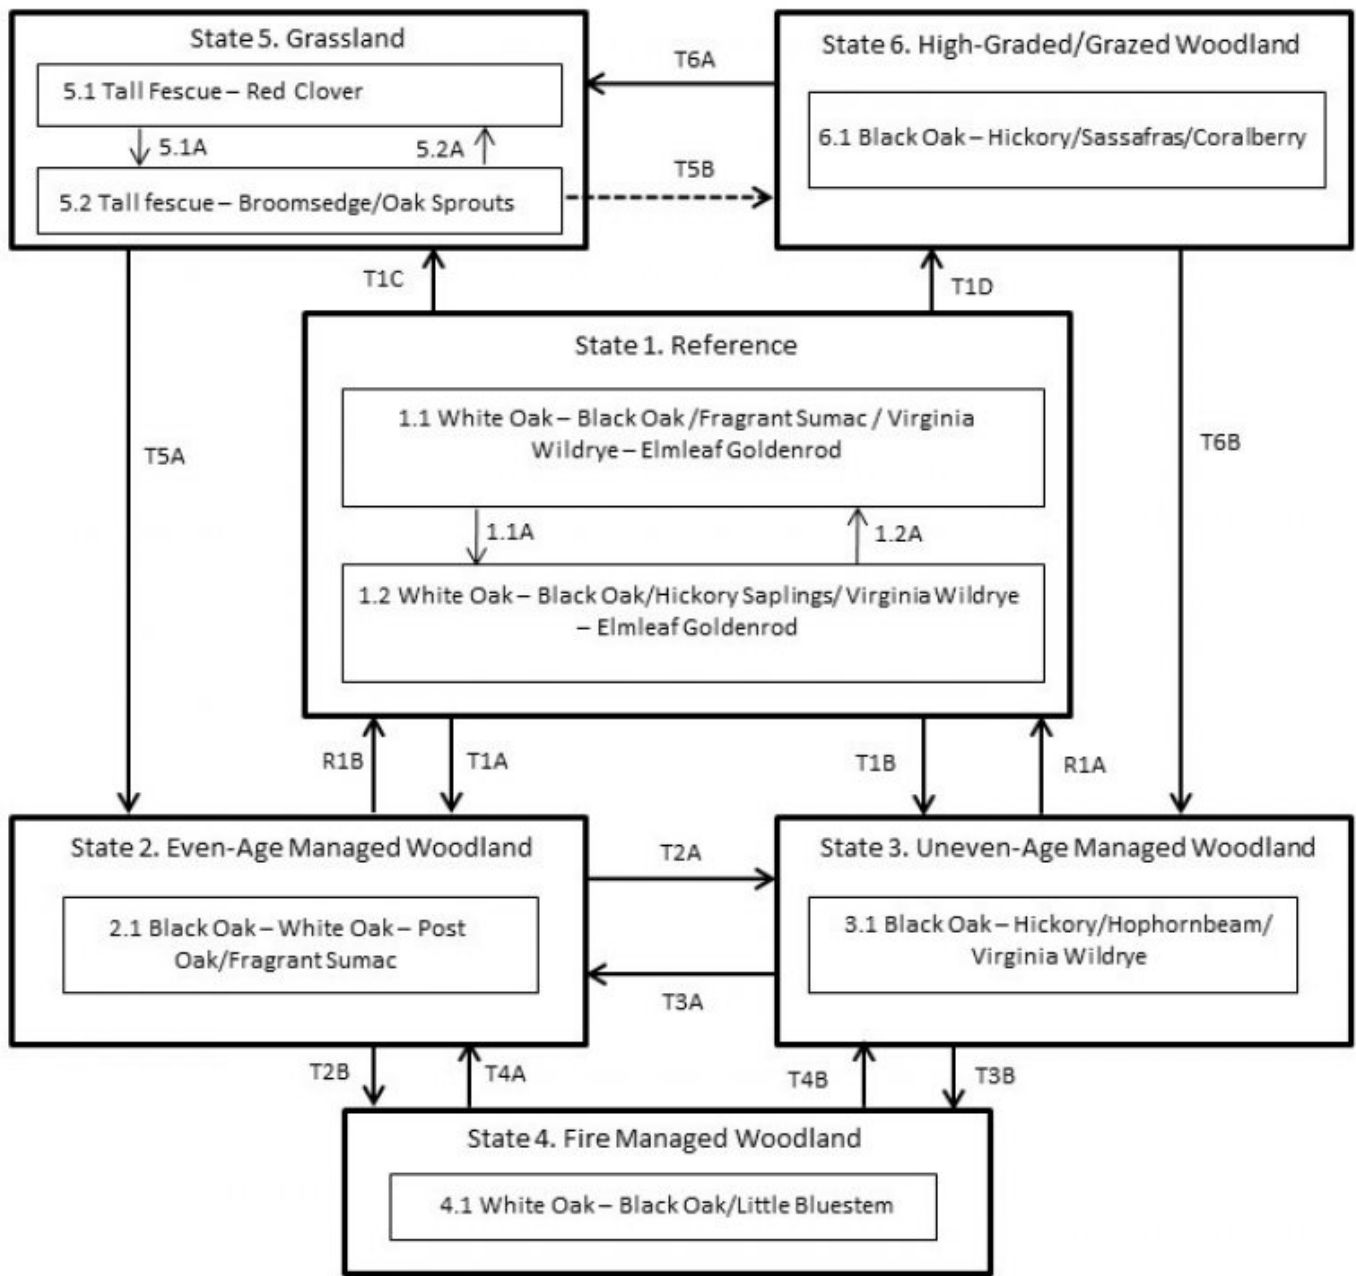 State 5. Grassland
5.1 Tall Fescue – Red Clover
5.1A
5.2A
5.2 Tall fescue – Broomsedge/Oak Sprouts
T6A
T5B
State 6. High-Graded/Grazed Woodland
6.1 Black Oak – Hickory/Sassafras/Coralberry
T1C
T1D
State 1. Reference
1.1 White Oak – Black Oak /Fragrant Sumac / Virginia
Wildrye – Elmleaf Goldenrod
1.1A
1.2A
1.2 White Oak – Black Oak/Hickory Saplings/ Virginia Wildrye
– Elmleaf Goldenrod
T5A
T6B
R1B
T1A
T1B
R1A
State 2. Even-Age Managed Woodland
2.1 Black Oak – White Oak – Post
Oak/Fragrant Sumac
T2A
T3A
State 3. Uneven-Age Managed Woodland
3.1 Black Oak – Hickory/Hophornbeam/
Virginia Wildrye
T2B
T4A
T4B
T3B
State 4. Fire Managed Woodland
4.1 White Oak – Black Oak/Little Bluestem